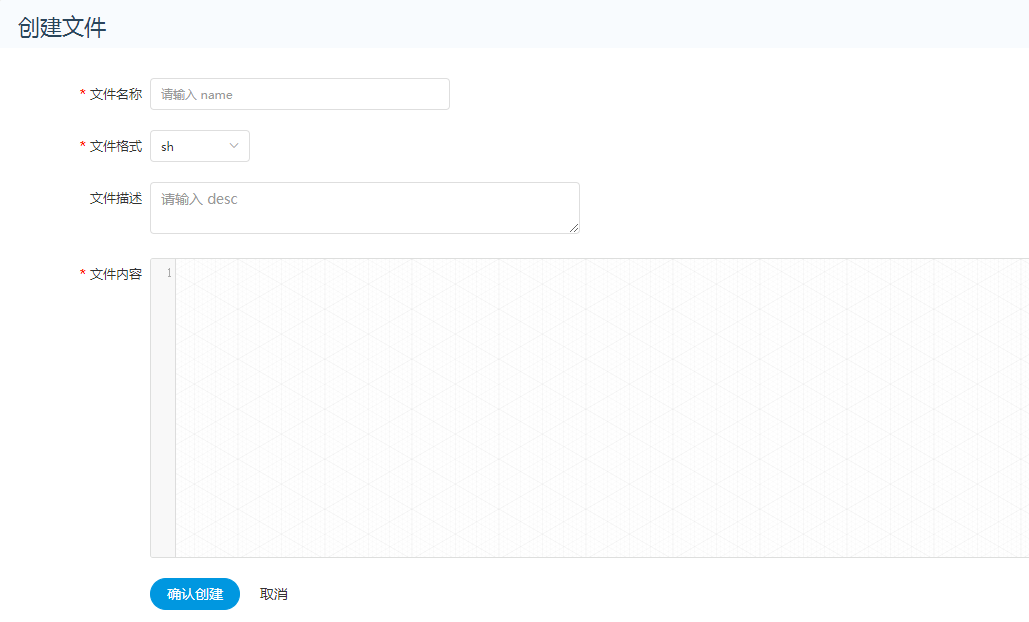 创建文件
* 文件名称 请输入 name
* 文件格式 sh
文件描述 请输入 desc
* 文件内容 1
确认创建 取消